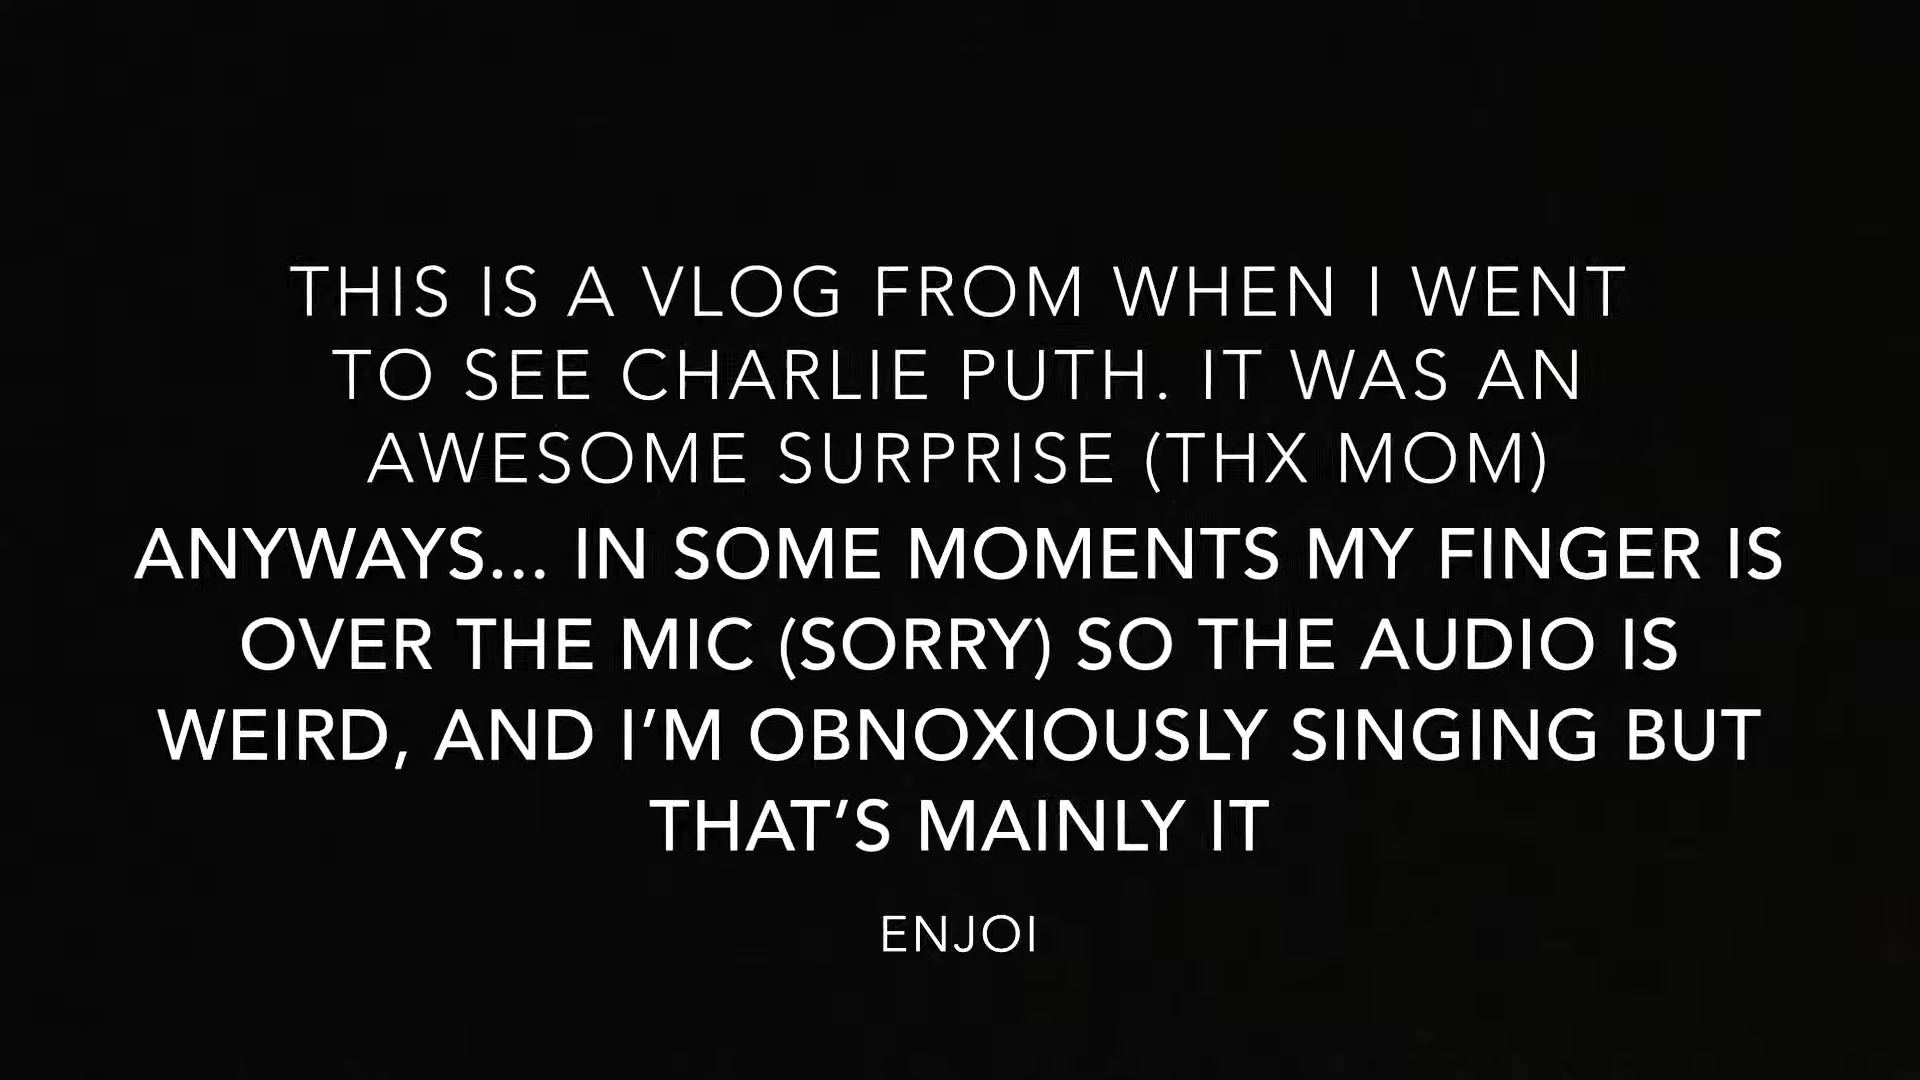 THIS IS A VLOG FROM WHEN I WENT
TO SEE CHARLIE PUTH. IT WAS AN
AWESOME SURPRISE (THX MOM)
ANYWAYS... IN SOME MOMENTS MY FINGER IS
OVER THE MIC (SORRY) SO THE AUDIO IS
WEIRD, AND I’M OBNOXIOUSLY SINGING BUT
THAT’S MAINLY IT
ENJOI